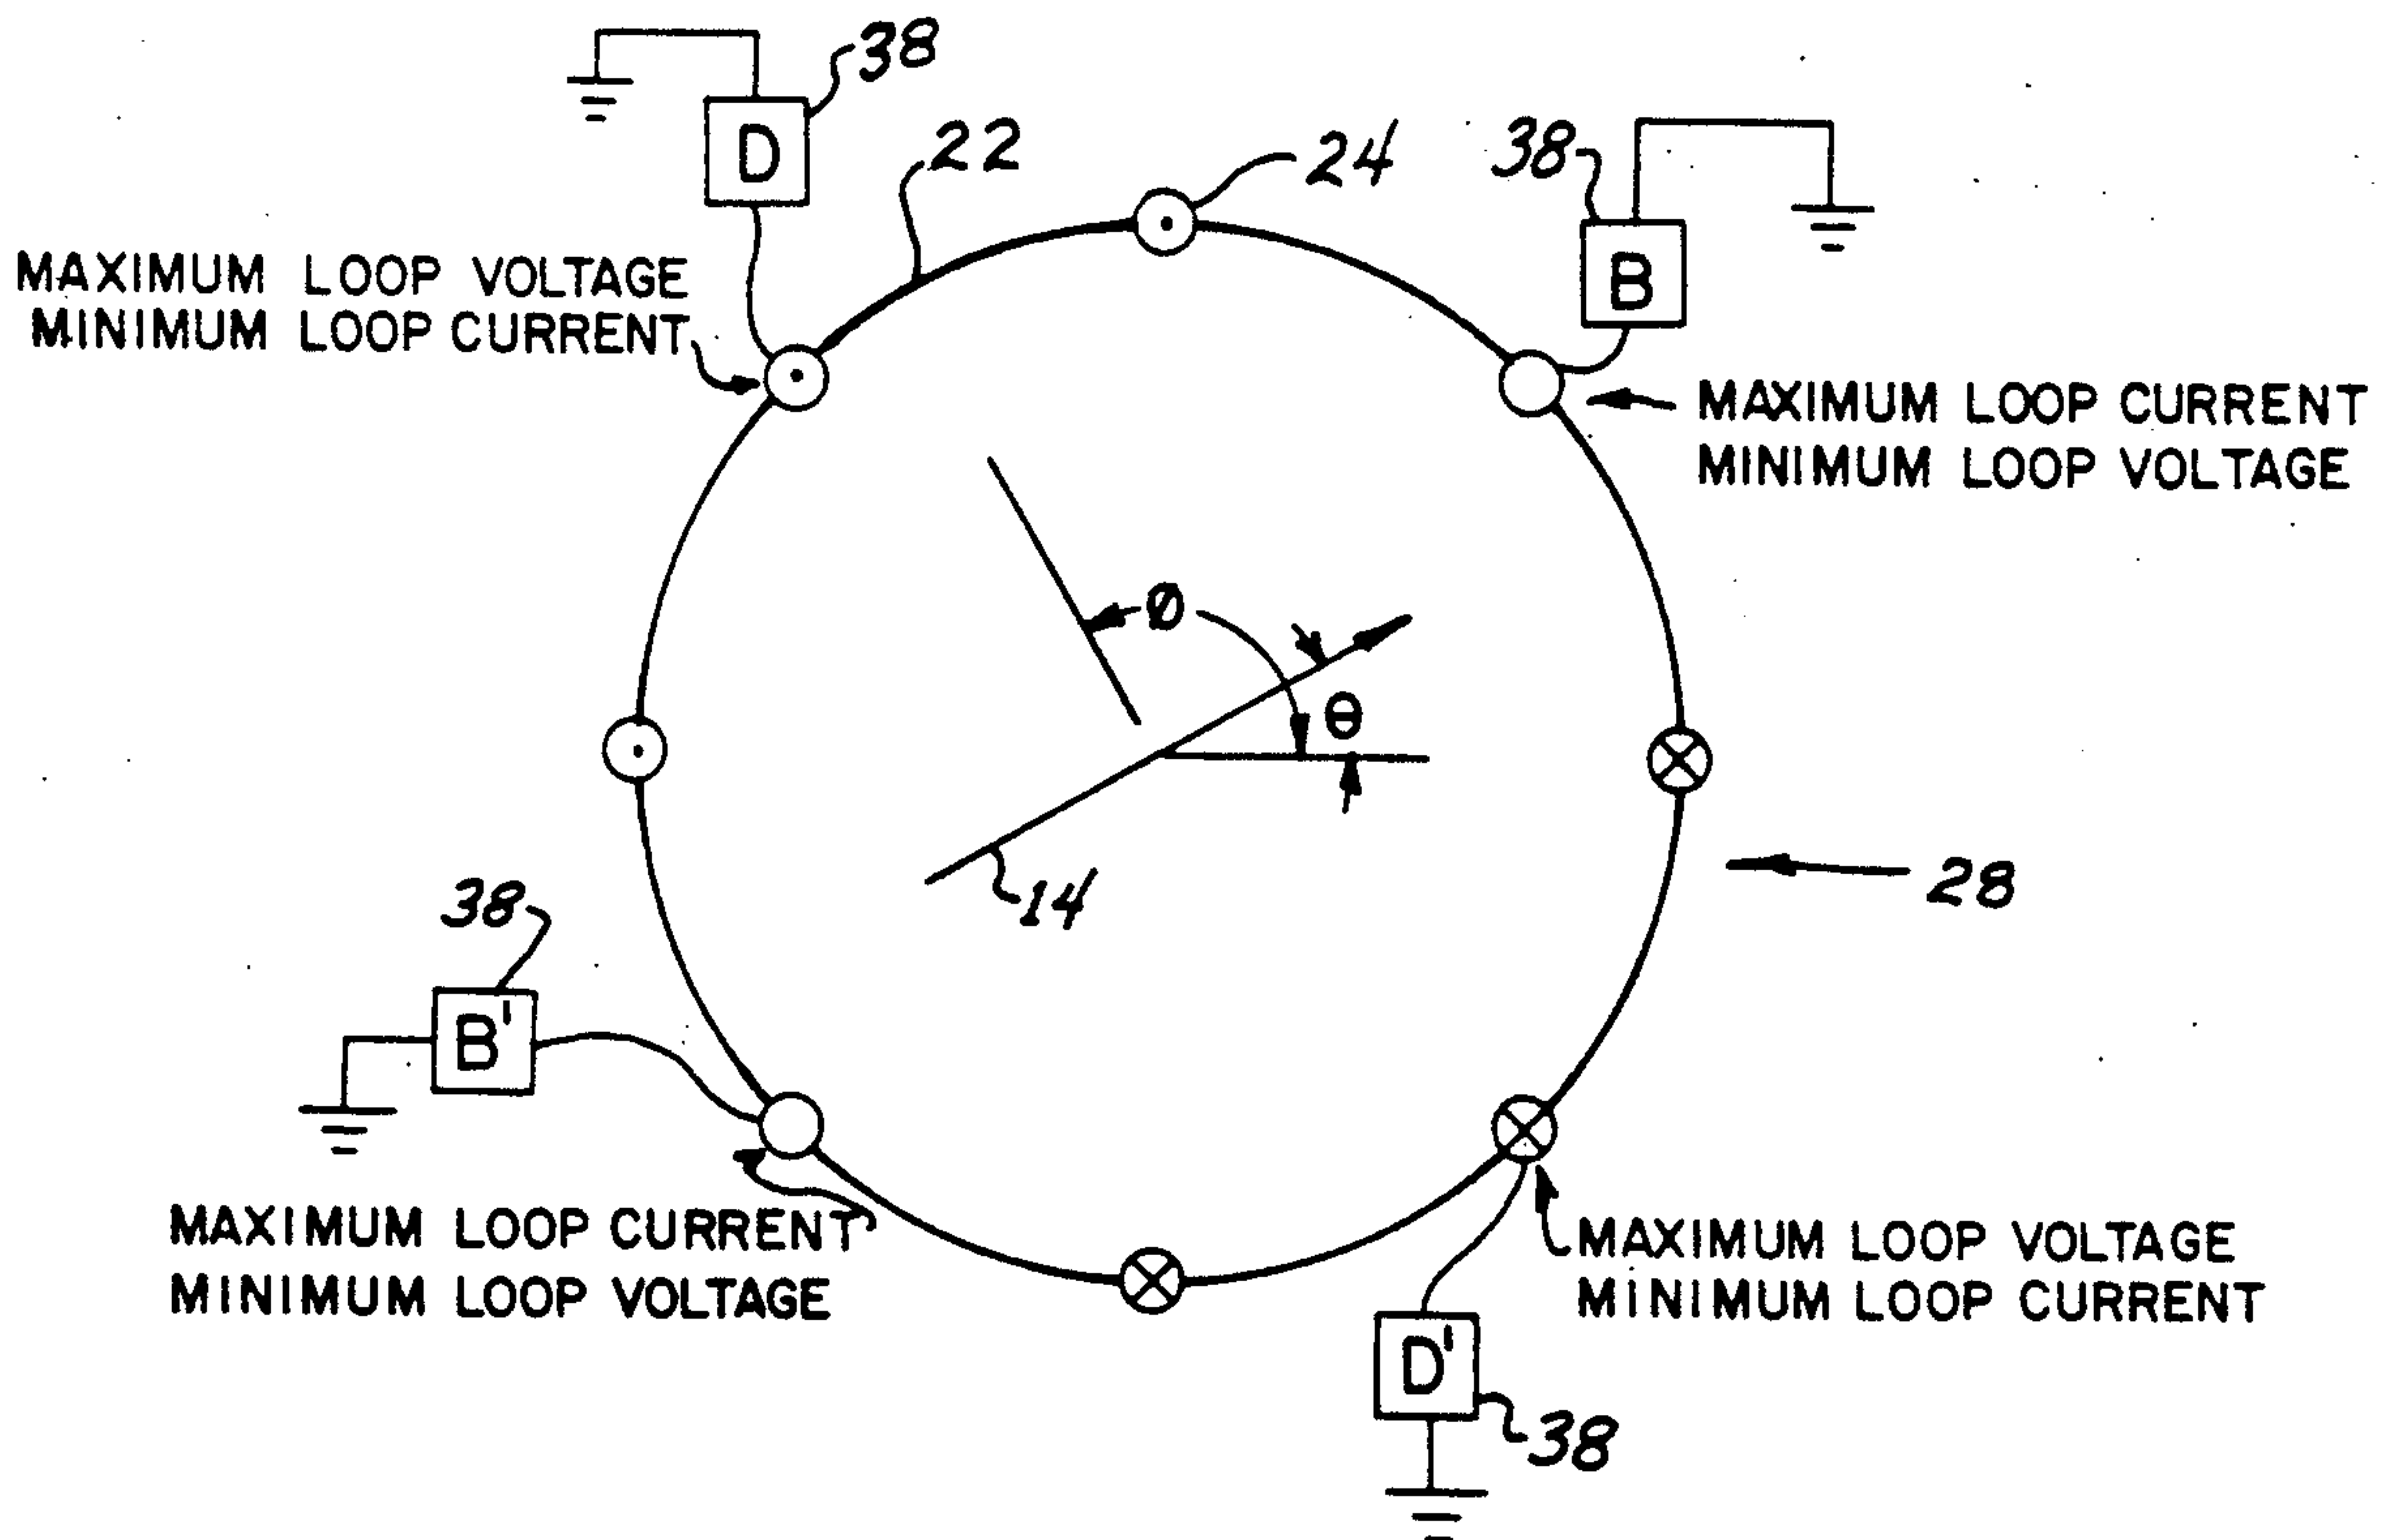 38
D
22
24
38
B
MAXIMUM LOOP VOLTAGE
MINIMUM LOOP CURRENT
MAXIMUM LOOP CURRENT
MINIMUM LOOP VOLTAGE
Ø
θ
14
28
38
B'
MAXIMUM LOOP CURRENT
MINIMUM LOOP VOLTAGE
MAXIMUM LOOP VOLTAGE
MINIMUM LOOP CURRENT
D'
38